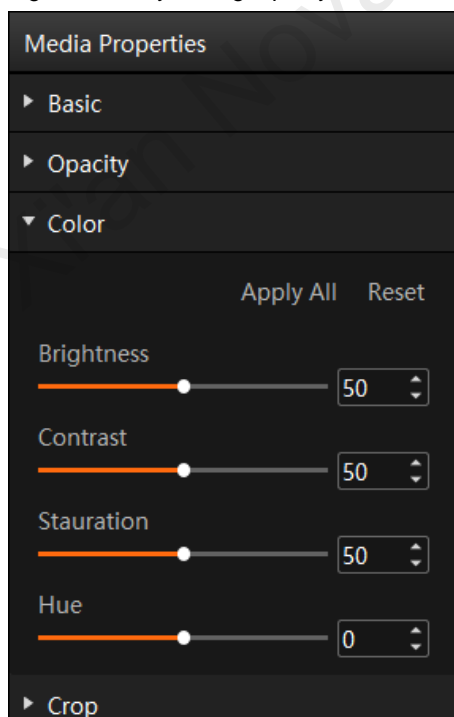 Media Properties
Basic
Opacity
Color
Apply All Reset
Brightness
50
Contrast
50
Stauration
50
Hue
0
Crop